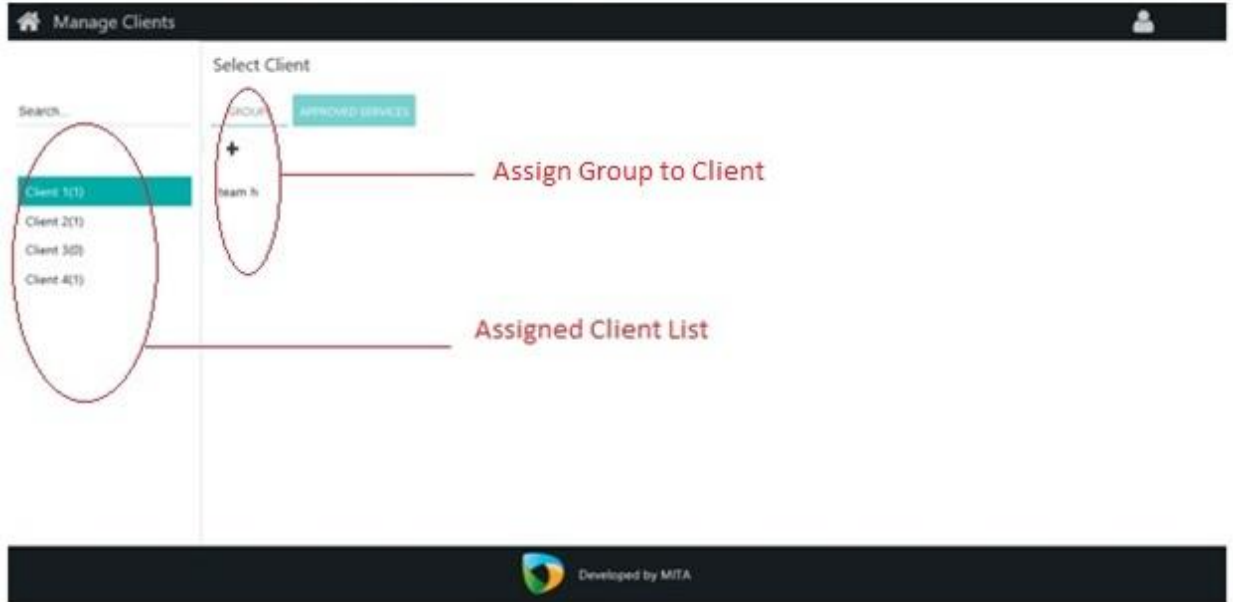 Manage Clients
Select Client
Search...
GROUP
APPROVED SERVICES
+
Assign Group to Client
Client 1(1)
team h
Client 2(1)
Client 3(0)
Client 4(1)
Assigned Client List
Developed by MITA